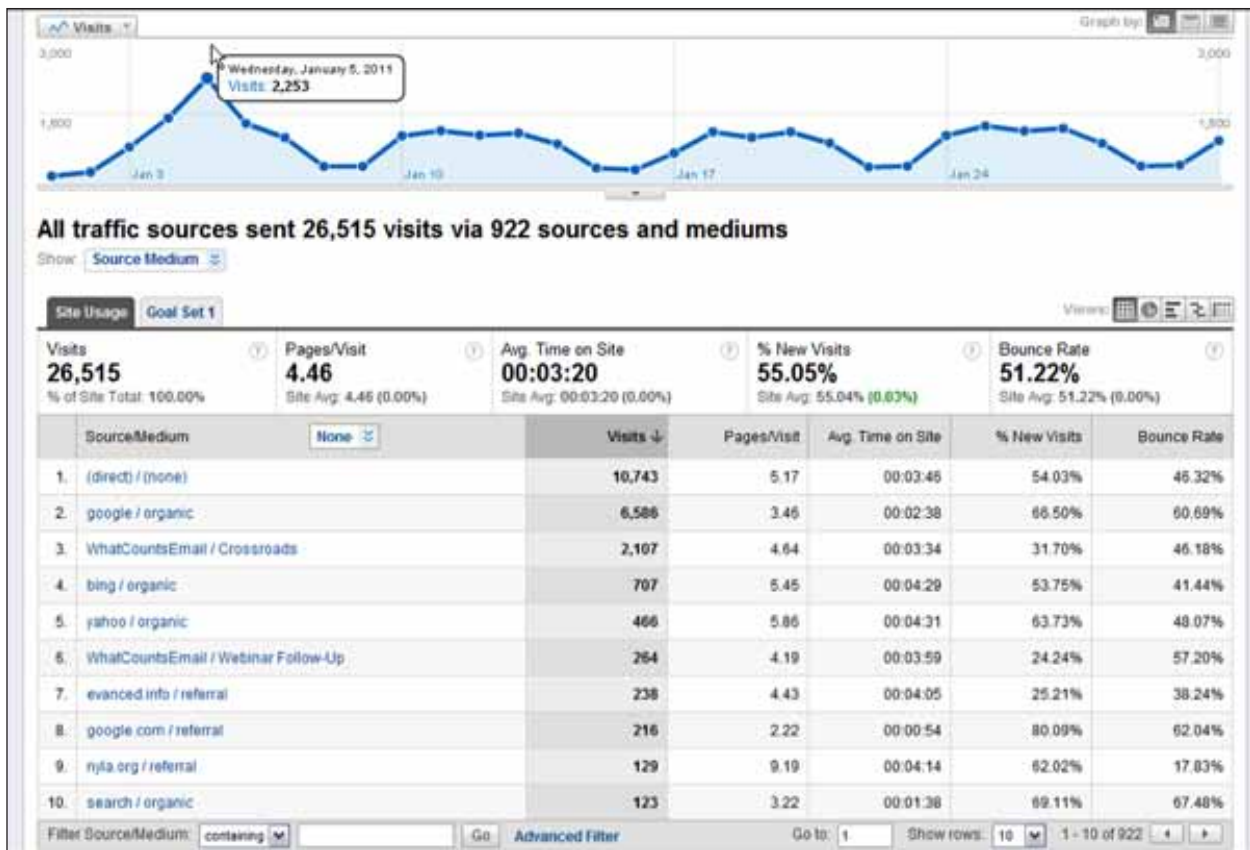 Visits
Graph by:
3,000
3,000
Wednesday, January 5, 2011
Visits: 2,253
1,500
1,500
Jan 3
Jan 10
Jan 17
Jan 24
All traffic sources sent 26,515 visits via 922 sources and mediums
Show: Source Medium
Site Usage Goal Set 1
Views:
Visits Pages/Visit Avg. Time on Site % New Visits Bounce Rate
26,515 4.46 00:03:20 55.05% 51.22%
% of Site Total: 100.00% Site Avg: 4.46 (0.00%) Site Avg: 00:03:20 (0.00%) Site Avg: 55.04% (0.03%) Site Avg: 51.22% (0.00%)
Source/Medium None Visits Pages/Visit Avg. Time on Site % New Visits Bounce Rate
1. (direct) / (none) 10,743 5.17 00:03:46 54.03% 46.32%
2. google / organic 6,586 3.46 00:02:38 66.50% 60.69%
3. WhatCountsEmail / Crossroads 2,107 4.64 00:03:34 31.70% 46.18%
4. bing / organic 707 5.45 00:04:29 53.75% 41.44%
5. yahoo / organic 466 5.86 00:04:31 63.73% 48.07%
6. WhatCountsEmail / Webinar Follow-Up 264 4.19 00:03:59 24.24% 57.20%
7. evanced.info / referral 238 4.43 00:04:05 25.21% 38.24%
8. google.com / referral 216 2.22 00:00:54 80.09% 62.04%
9. nyla.org / referral 129 9.19 00:04:14 62.02% 17.83%
10. search / organic 123 3.22 00:01:38 69.11% 67.48%
Filter Source/Medium: containing Go Advanced Filter Go to: 1 Show rows: 10 1 - 10 of 922